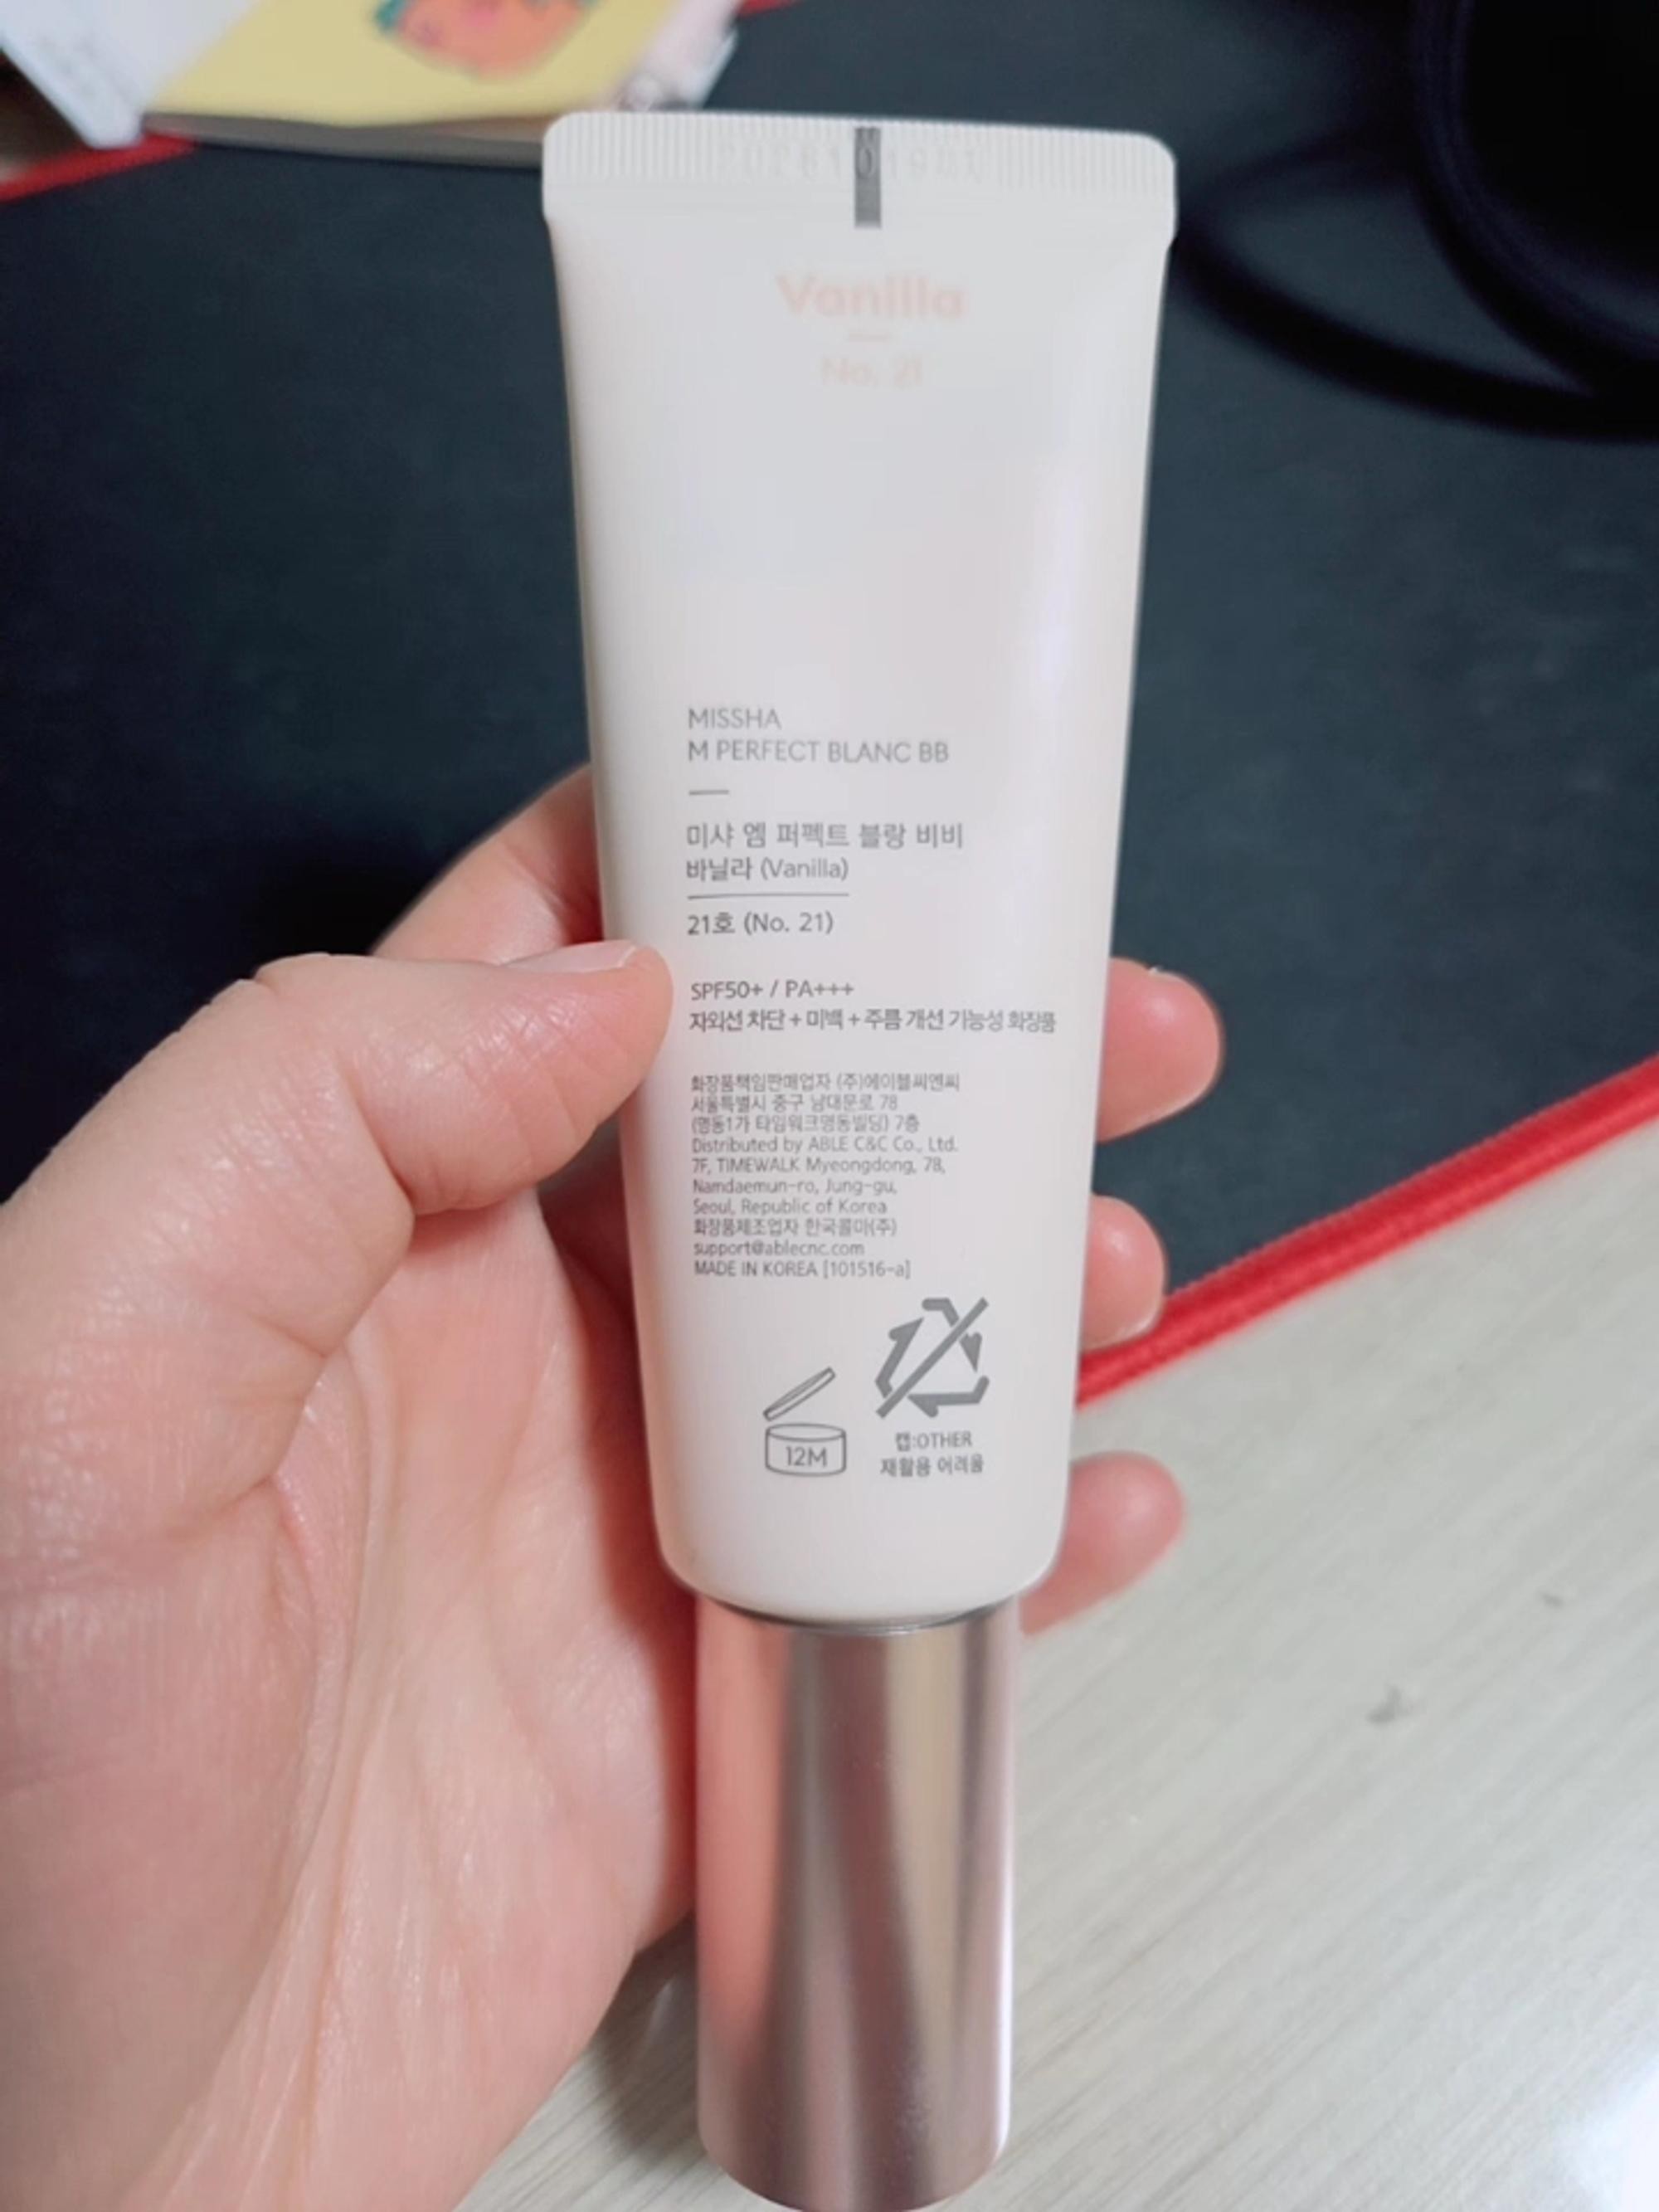 Vanilla
No. 21
MISSHA
M PERFECT BLANC BB
미샤 엠 퍼펙트 블랑 비비
바닐라 (Vanilla)
21호 (No. 21)
SPF50+ / PA+++
자외선 차단 + 미백 + 주름 개선 기능성 화장품
화장품책임판매업자 (주)에이블씨엔씨
서울특별시 중구 남대문로 78
(명동1가 타임워크명동빌딩) 7층
Distributed by ABLE C&C Co., Ltd.
7F, TIMEWALK Myeongdong, 78,
Namdaemun-ro, Jung-gu,
Seoul, Republic of Korea
화장품제조업자 한국콜마(주)
support@ablecnc.com
MADE IN KOREA [101516-a]
12M
캡:OTHER
재활용 어려움